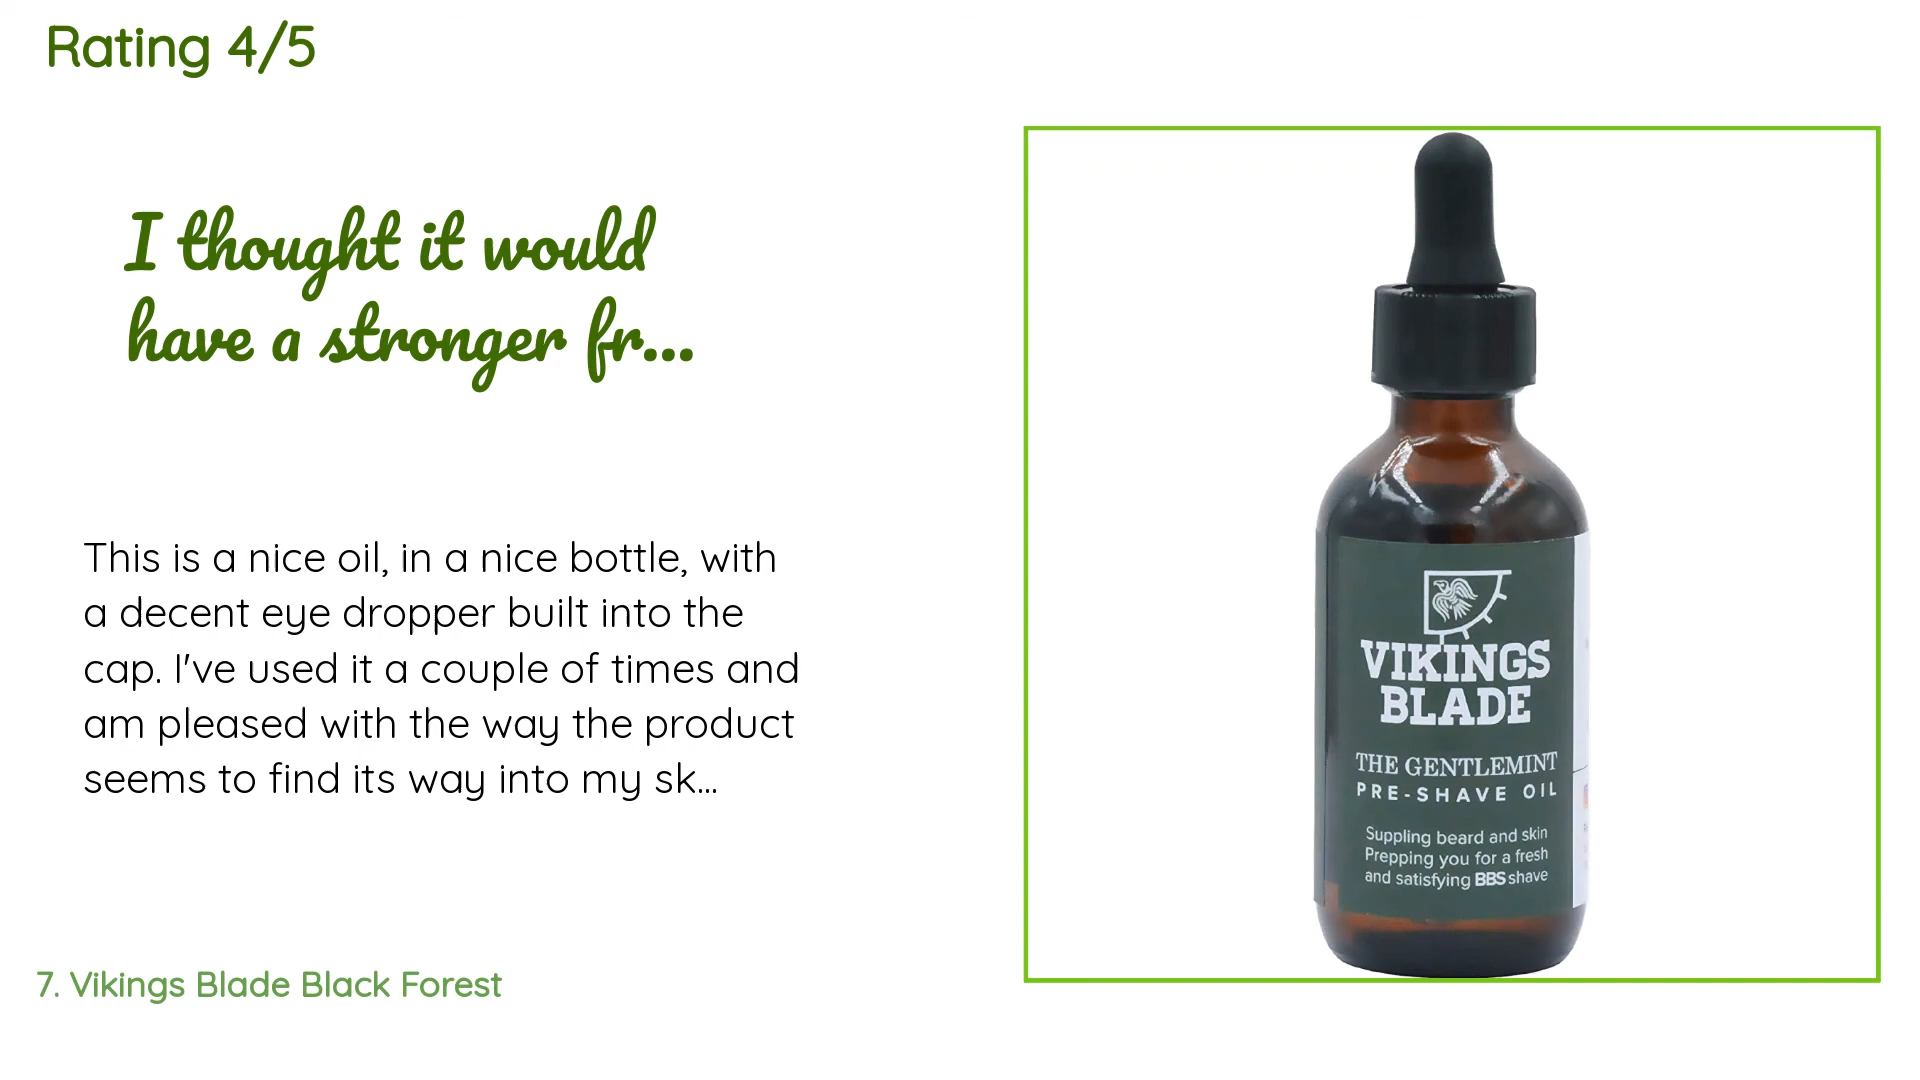 Rating 4/5
I thought it would
have a stronger fr...
This is a nice oil, in a nice bottle, with
a decent eye dropper built into the
cap. I've used it a couple of times and
am pleased with the way the product
seems to find its way into my sk...
7. Vikings Blade Black Forest
VIKINGS
BLADE
THE GENTLEMINT
PRE-SHAVE OIL
Suppling beard and skin
Prepping you for a fresh
and satisfying BBS shave